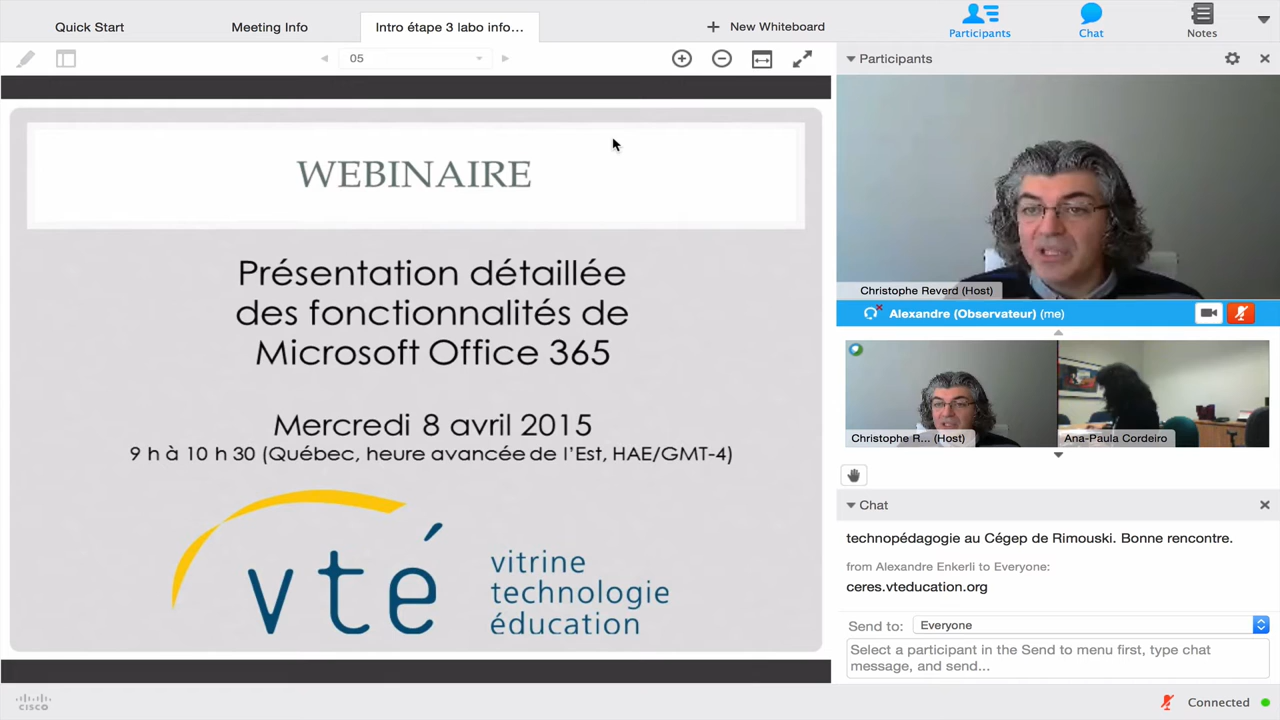 Quick Start
Meeting Info
Intro étape 3 labo info...
New Whiteboard
Participants
Chat
Notes
05
Participants
WEBINAIRE
Présentation détaillée
des fonctionnalités de
Microsoft Office 365
Mercredi 8 avril 2015
9 h à 10 h 30 (Québec, heure avancée de l'Est, HAE/GMT-4)
vté
vitrine
technologie
éducation
Christophe Reverd (Host)
Alexandre (Observateur) (me)
Christophe R... (Host)
Ana-Paula Cordeiro
Chat
technopédagogie au Cégep de Rimouski. Bonne rencontre.
from Alexandre Enkerli to Everyone:
ceres.vteducation.org
Send to:
Everyone
Select a participant in the Send to menu first, type chat
message, and send...
CISCO
Connected